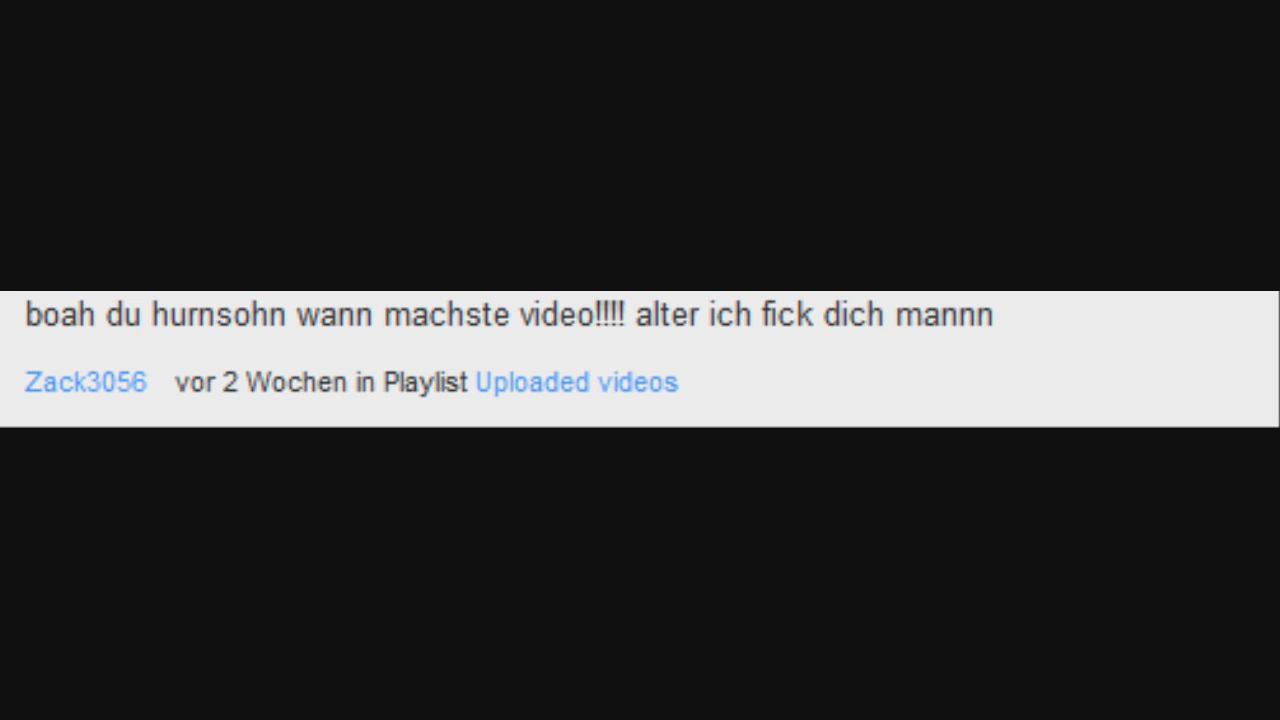 boah du hurnsohn wann machste video!!!! alter ich fick dich mannn
Zack3056 vor 2 Wochen in Playlist Uploaded videos